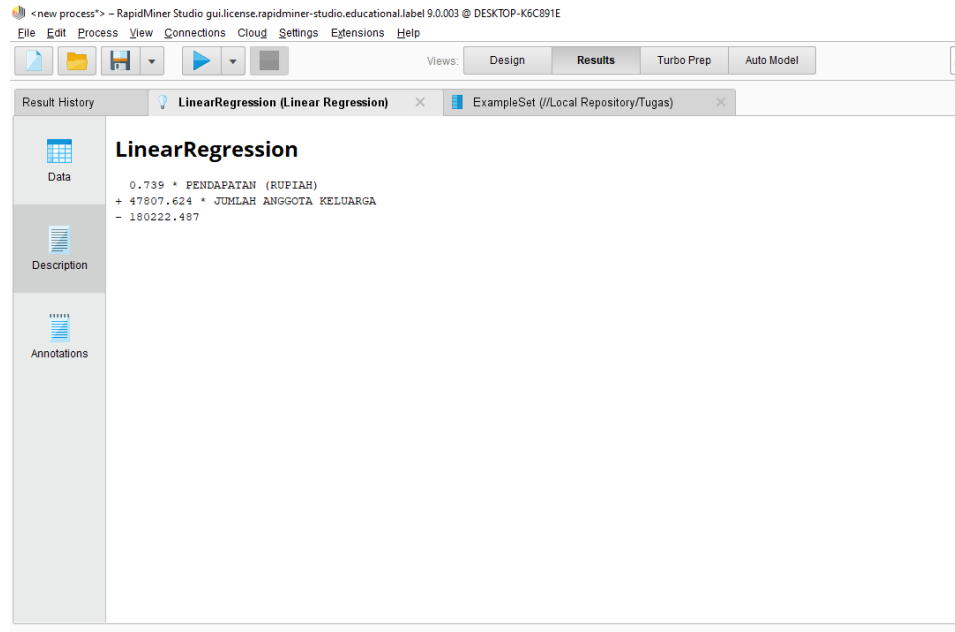 <new process*> – RapidMiner Studio gui.license.rapidminer-studio.educational.label 9.0.003 @ DESKTOP-K6C891E
File Edit Process View Connections Cloud Settings Extensions Help
Views: Design Results Turbo Prep Auto Model
Result History LinearRegression (Linear Regression) ExampleSet (//Local Repository/Tugas)
LinearRegression
Data
0.739 * PENDAPATAN (RUPIAH)
+ 47807.624 * JUMLAH ANGGOTA KELUARGA
- 180222.487
Description
Annotations